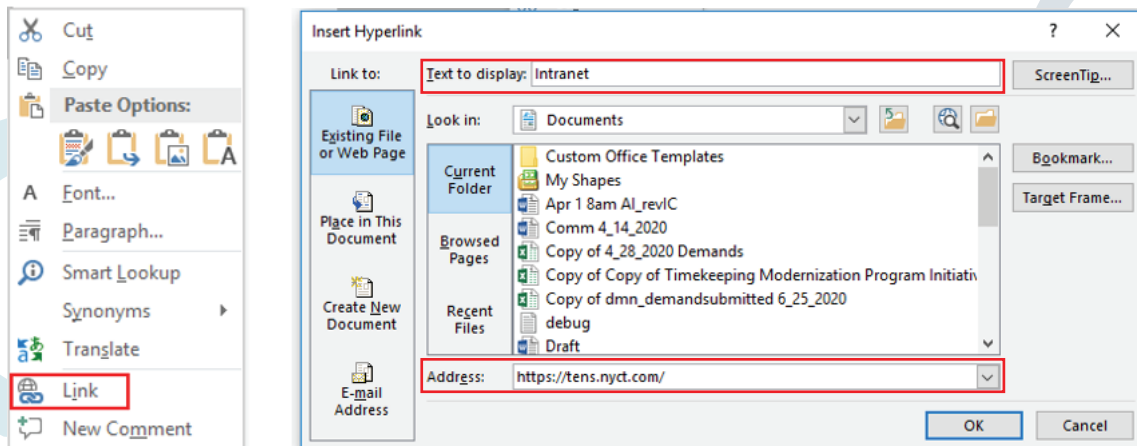 Cut
Copy
Paste Options:
Font...
Paragraph...
Smart Lookup
Synonyms
Translate
Link
New Comment
Insert Hyperlink
Link to:
Text to display: Intranet
ScreenTip...
Existing File
or Web Page
Look in: Documents
Current
Folder
Custom Office Templates
My Shapes
Apr 1 8am AI_revIC
Comm 4_14_2020
Copy of 4_28_2020 Demands
Copy of Copy of Timekeeping Modernization Program Initiativ
Copy of dmn_demandsubmitted 6_25_2020
debug
Draft
Bookmark...
Target Frame...
Place in This
Document
Browsed
Pages
Create New
Document
Recent
Files
E-mail
Address
Address: https://tens.nyct.com/
OK
Cancel